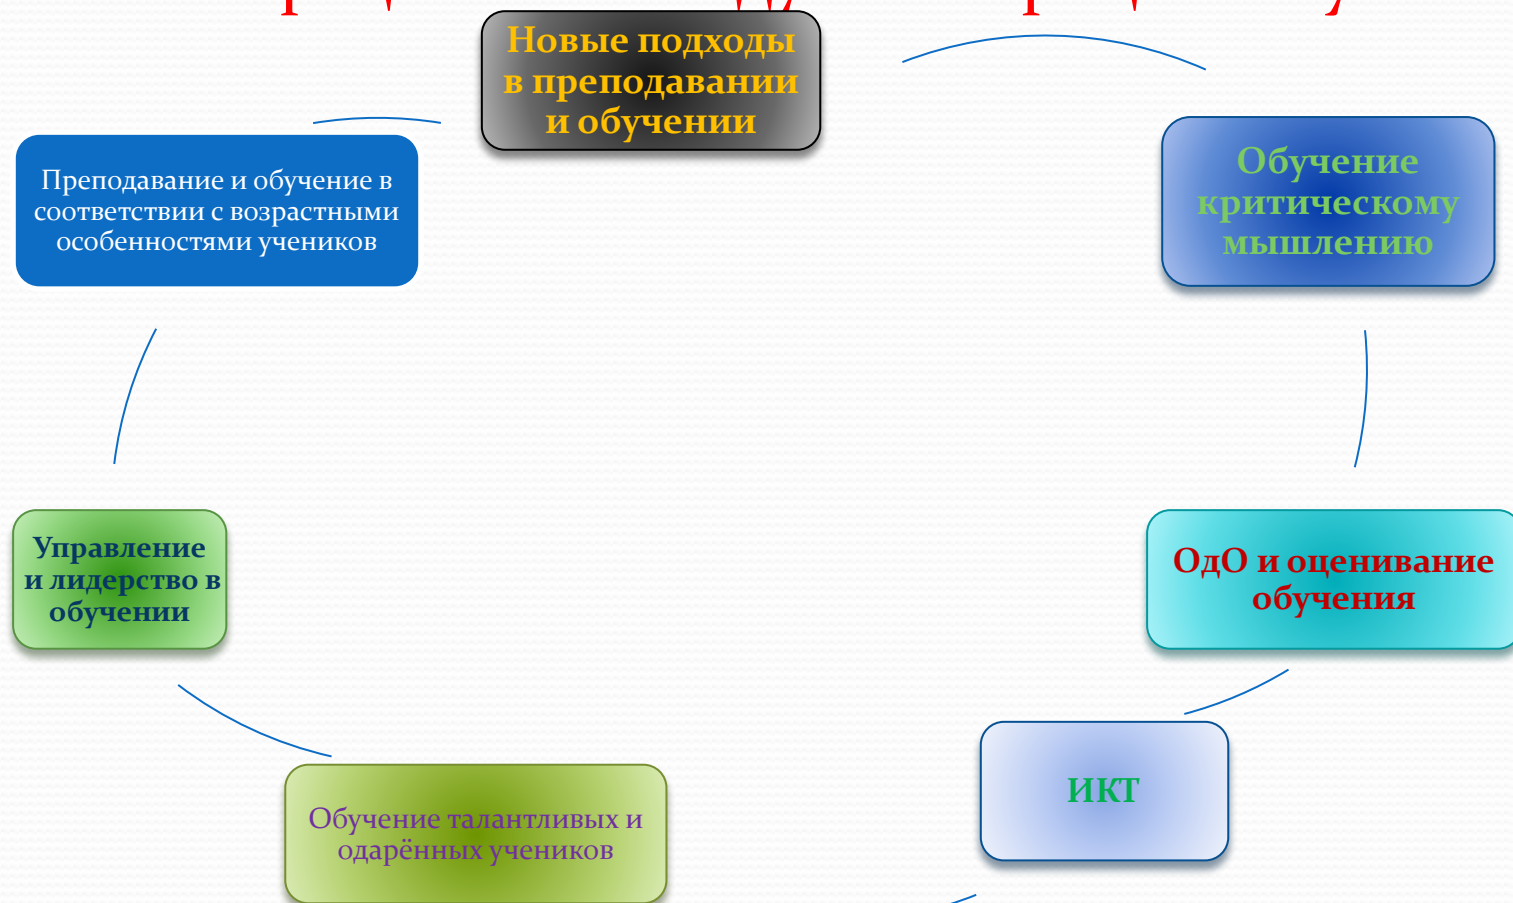 Новые подходы
в преподавании
и обучении
Обучение
критическому
мышлению
ОдО и оценивание
обучения
ИКТ
Обучение талантливых и
одарённых учеников
Управление
и лидерство в
обучении
Преподавание и обучение в
соответствии с возрастными
особенностями учеников